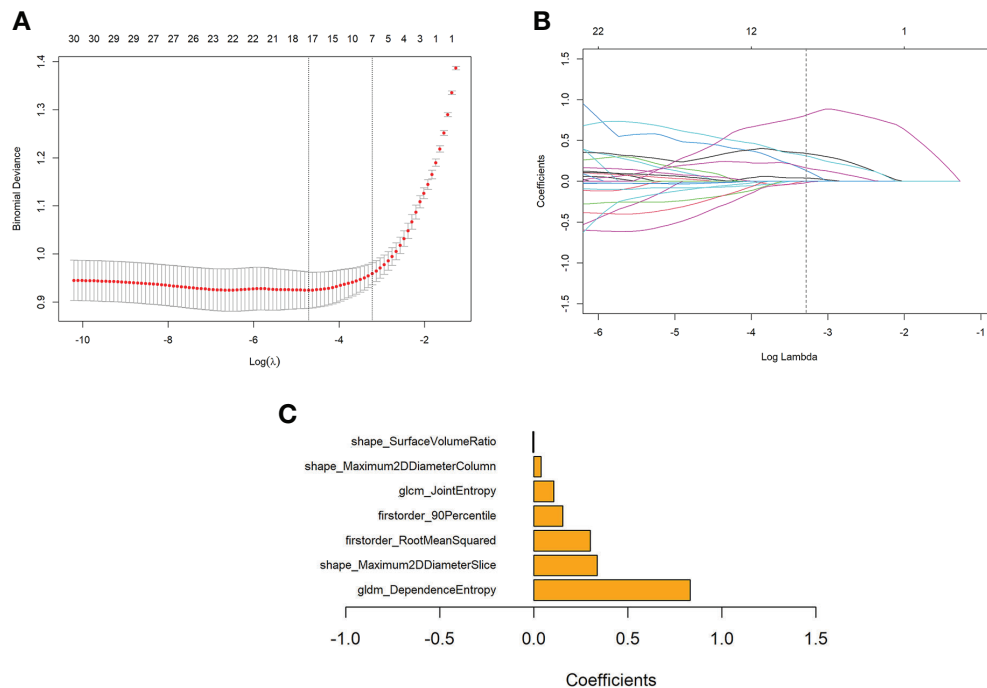 A
30 30 29 29 27 27 26 23 22 22 21 18 17 15 10 7 5 4 3 1 1
Binomial Deviance
1.4
1.3
1.2
1.1
1.0
0.9
-10 -8 -6 -4 -2
Log(λ)
B
22 12 1
Coefficients
1.5
1.0
0.5
0.0
-0.5
-1.0
-1.5
-6 -5 -4 -3 -2 -1
Log Lambda
C
shape_SurfaceVolumeRatio
shape_Maximum2DDiameterColumn
glcm_JointEntropy
firstorder_90Percentile
firstorder_RootMeanSquared
shape_Maximum2DDiameterSlice
gldm_DependenceEntropy
-1.0 -0.5 0.0 0.5 1.0 1.5
Coefficients